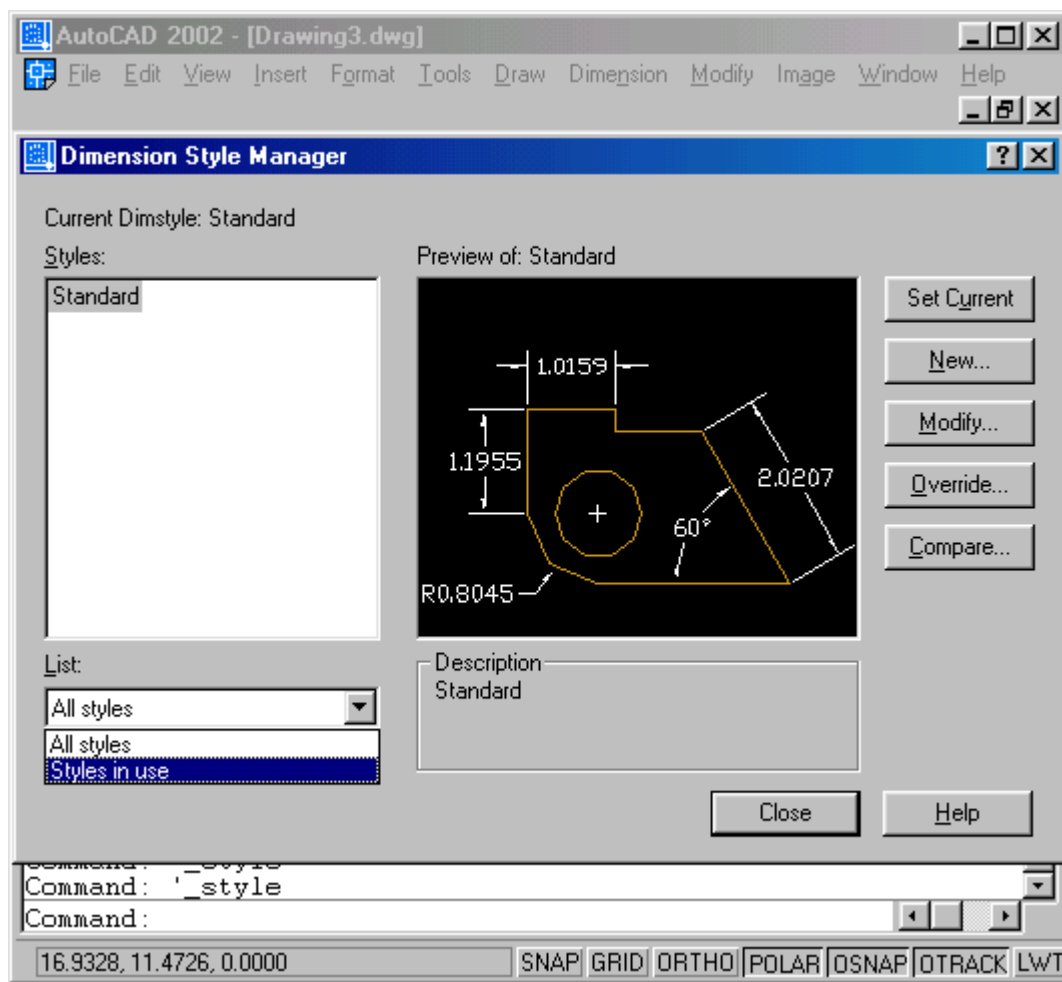 AutoCAD 2002 - [Drawing3.dwg]
File Edit View Insert Format Tools Draw Dimension Modify Image Window Help
Dimension Style Manager
Current Dimstyle: Standard
Styles:
Standard
Preview of: Standard
1.0159
1.1955
2.0207
60°
R0.8045
Set Current
New...
Modify...
Override...
Compare...
List:
All styles
All styles
Styles in use
Description
Standard
Close
Help
Command: '_style
Command: '_style
Command:
16.9328, 11.4726, 0.0000
SNAP GRID ORTHO POLAR OSNAP OTRACK LWT